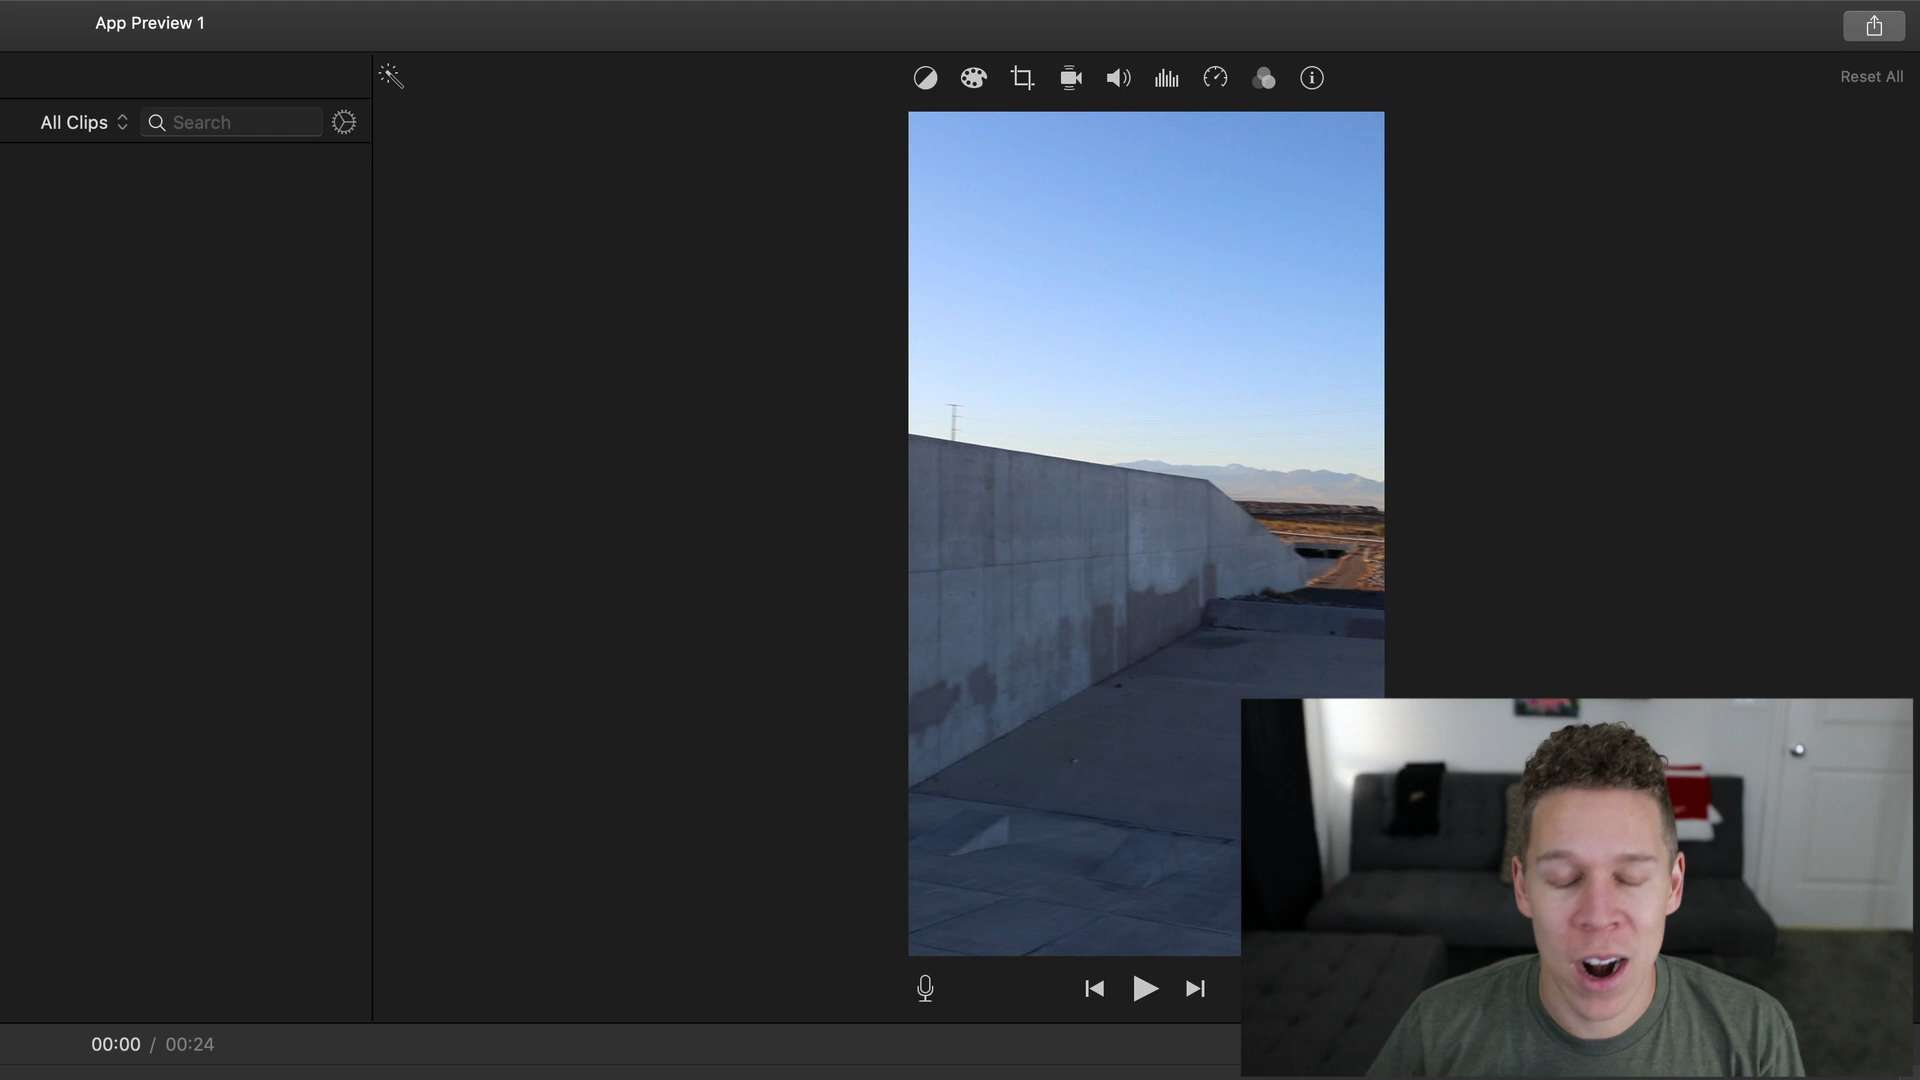 App Preview 1
Reset All
All Clips
Search
00:00 / 00:24